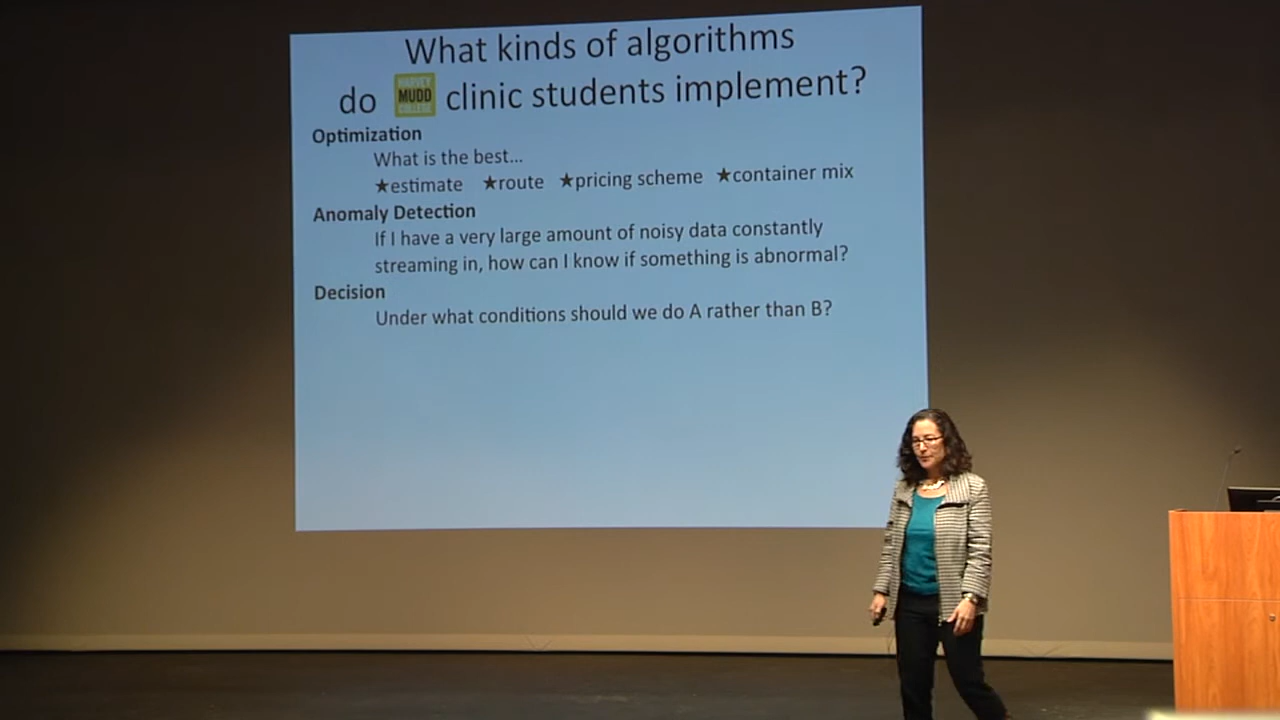 What kinds of algorithms
do HARVEY MUDD COLLEGE clinic students implement?
Optimization
What is the best...
★estimate ★route ★pricing scheme ★container mix
Anomaly Detection
If I have a very large amount of noisy data constantly
streaming in, how can I know if something is abnormal?
Decision
Under what conditions should we do A rather than B?